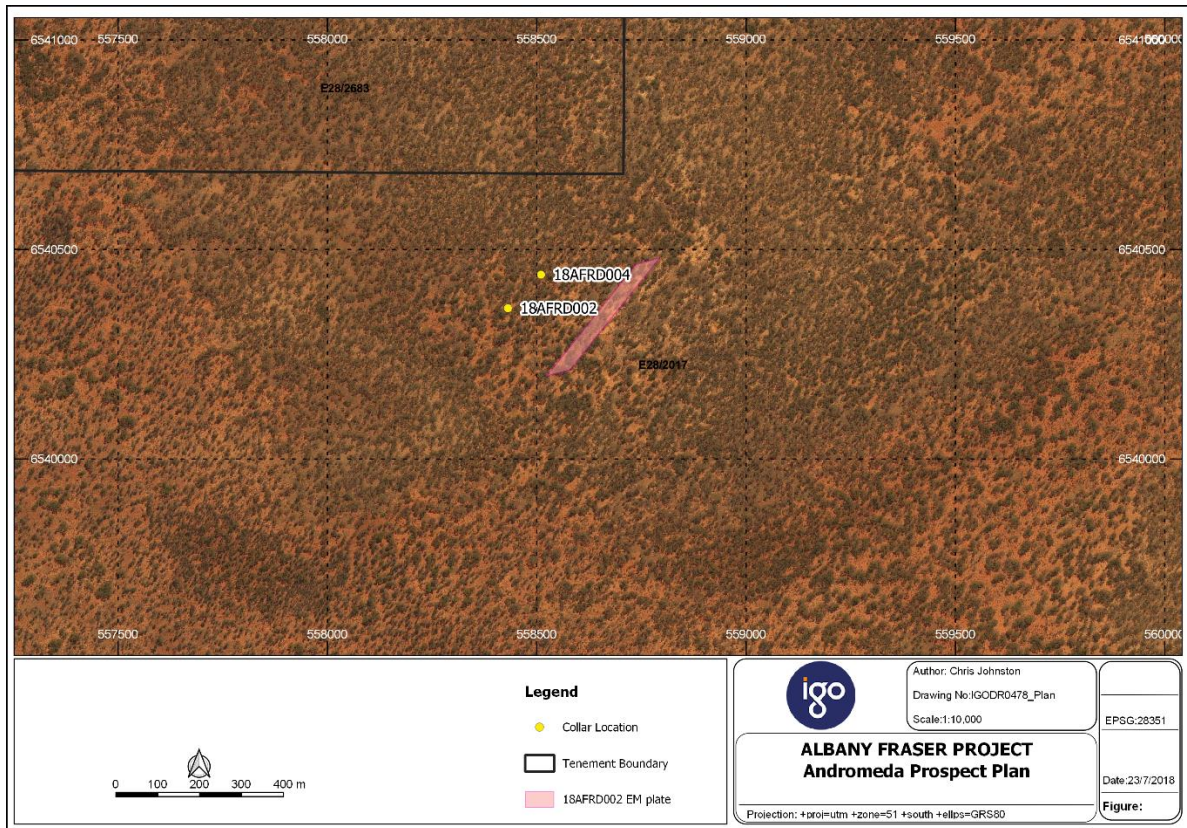 6541000
557500
558000
558500
559000
559500
6541000
E28/2683
6540500
6540500
18AFRD004
18AFRD002
E28/2017
6540000
6540000
557500
558000
558500
559000
559500
560000
Legend
Collar Location
Tenement Boundary
18AFRD002 EM plate
0 100 200 300 400 m
igo
Author: Chris Johnston
Drawing No:IGODR0478_Plan
Scale:1:10,000
ALBANY FRASER PROJECT
Andromeda Prospect Plan
Projection: +proj=utm +zone=51 +south +ellps=GRS80
EPSG:28351
Date:23/7/2018
Figure: